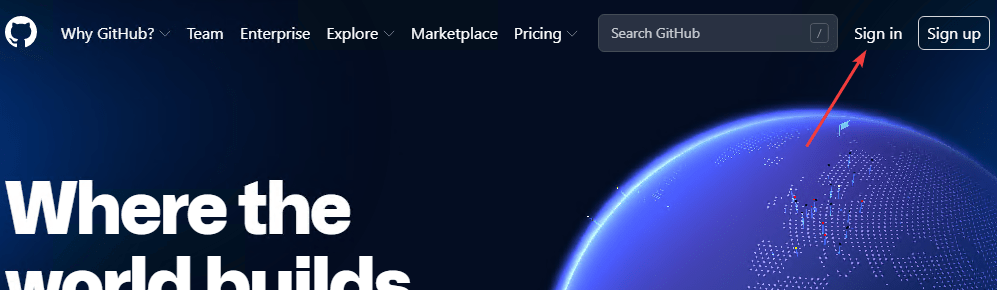 Why GitHub? Team Enterprise Explore Marketplace Pricing Search GitHub / Sign in Sign up
Where the
world builds